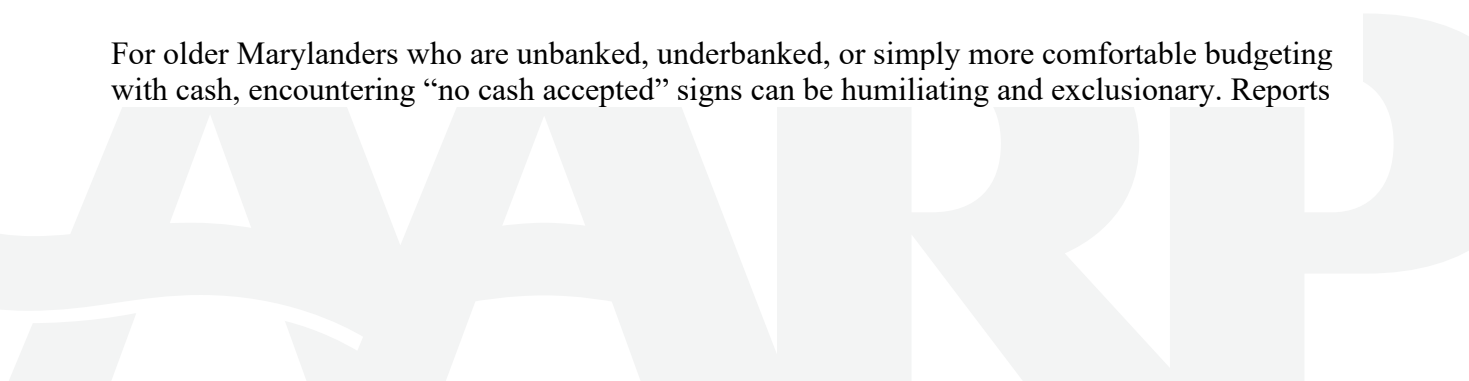 For older Marylanders who are unbanked, underbanked, or simply more comfortable budgeting
with cash, encountering “no cash accepted” signs can be humiliating and exclusionary. Reports
AARP